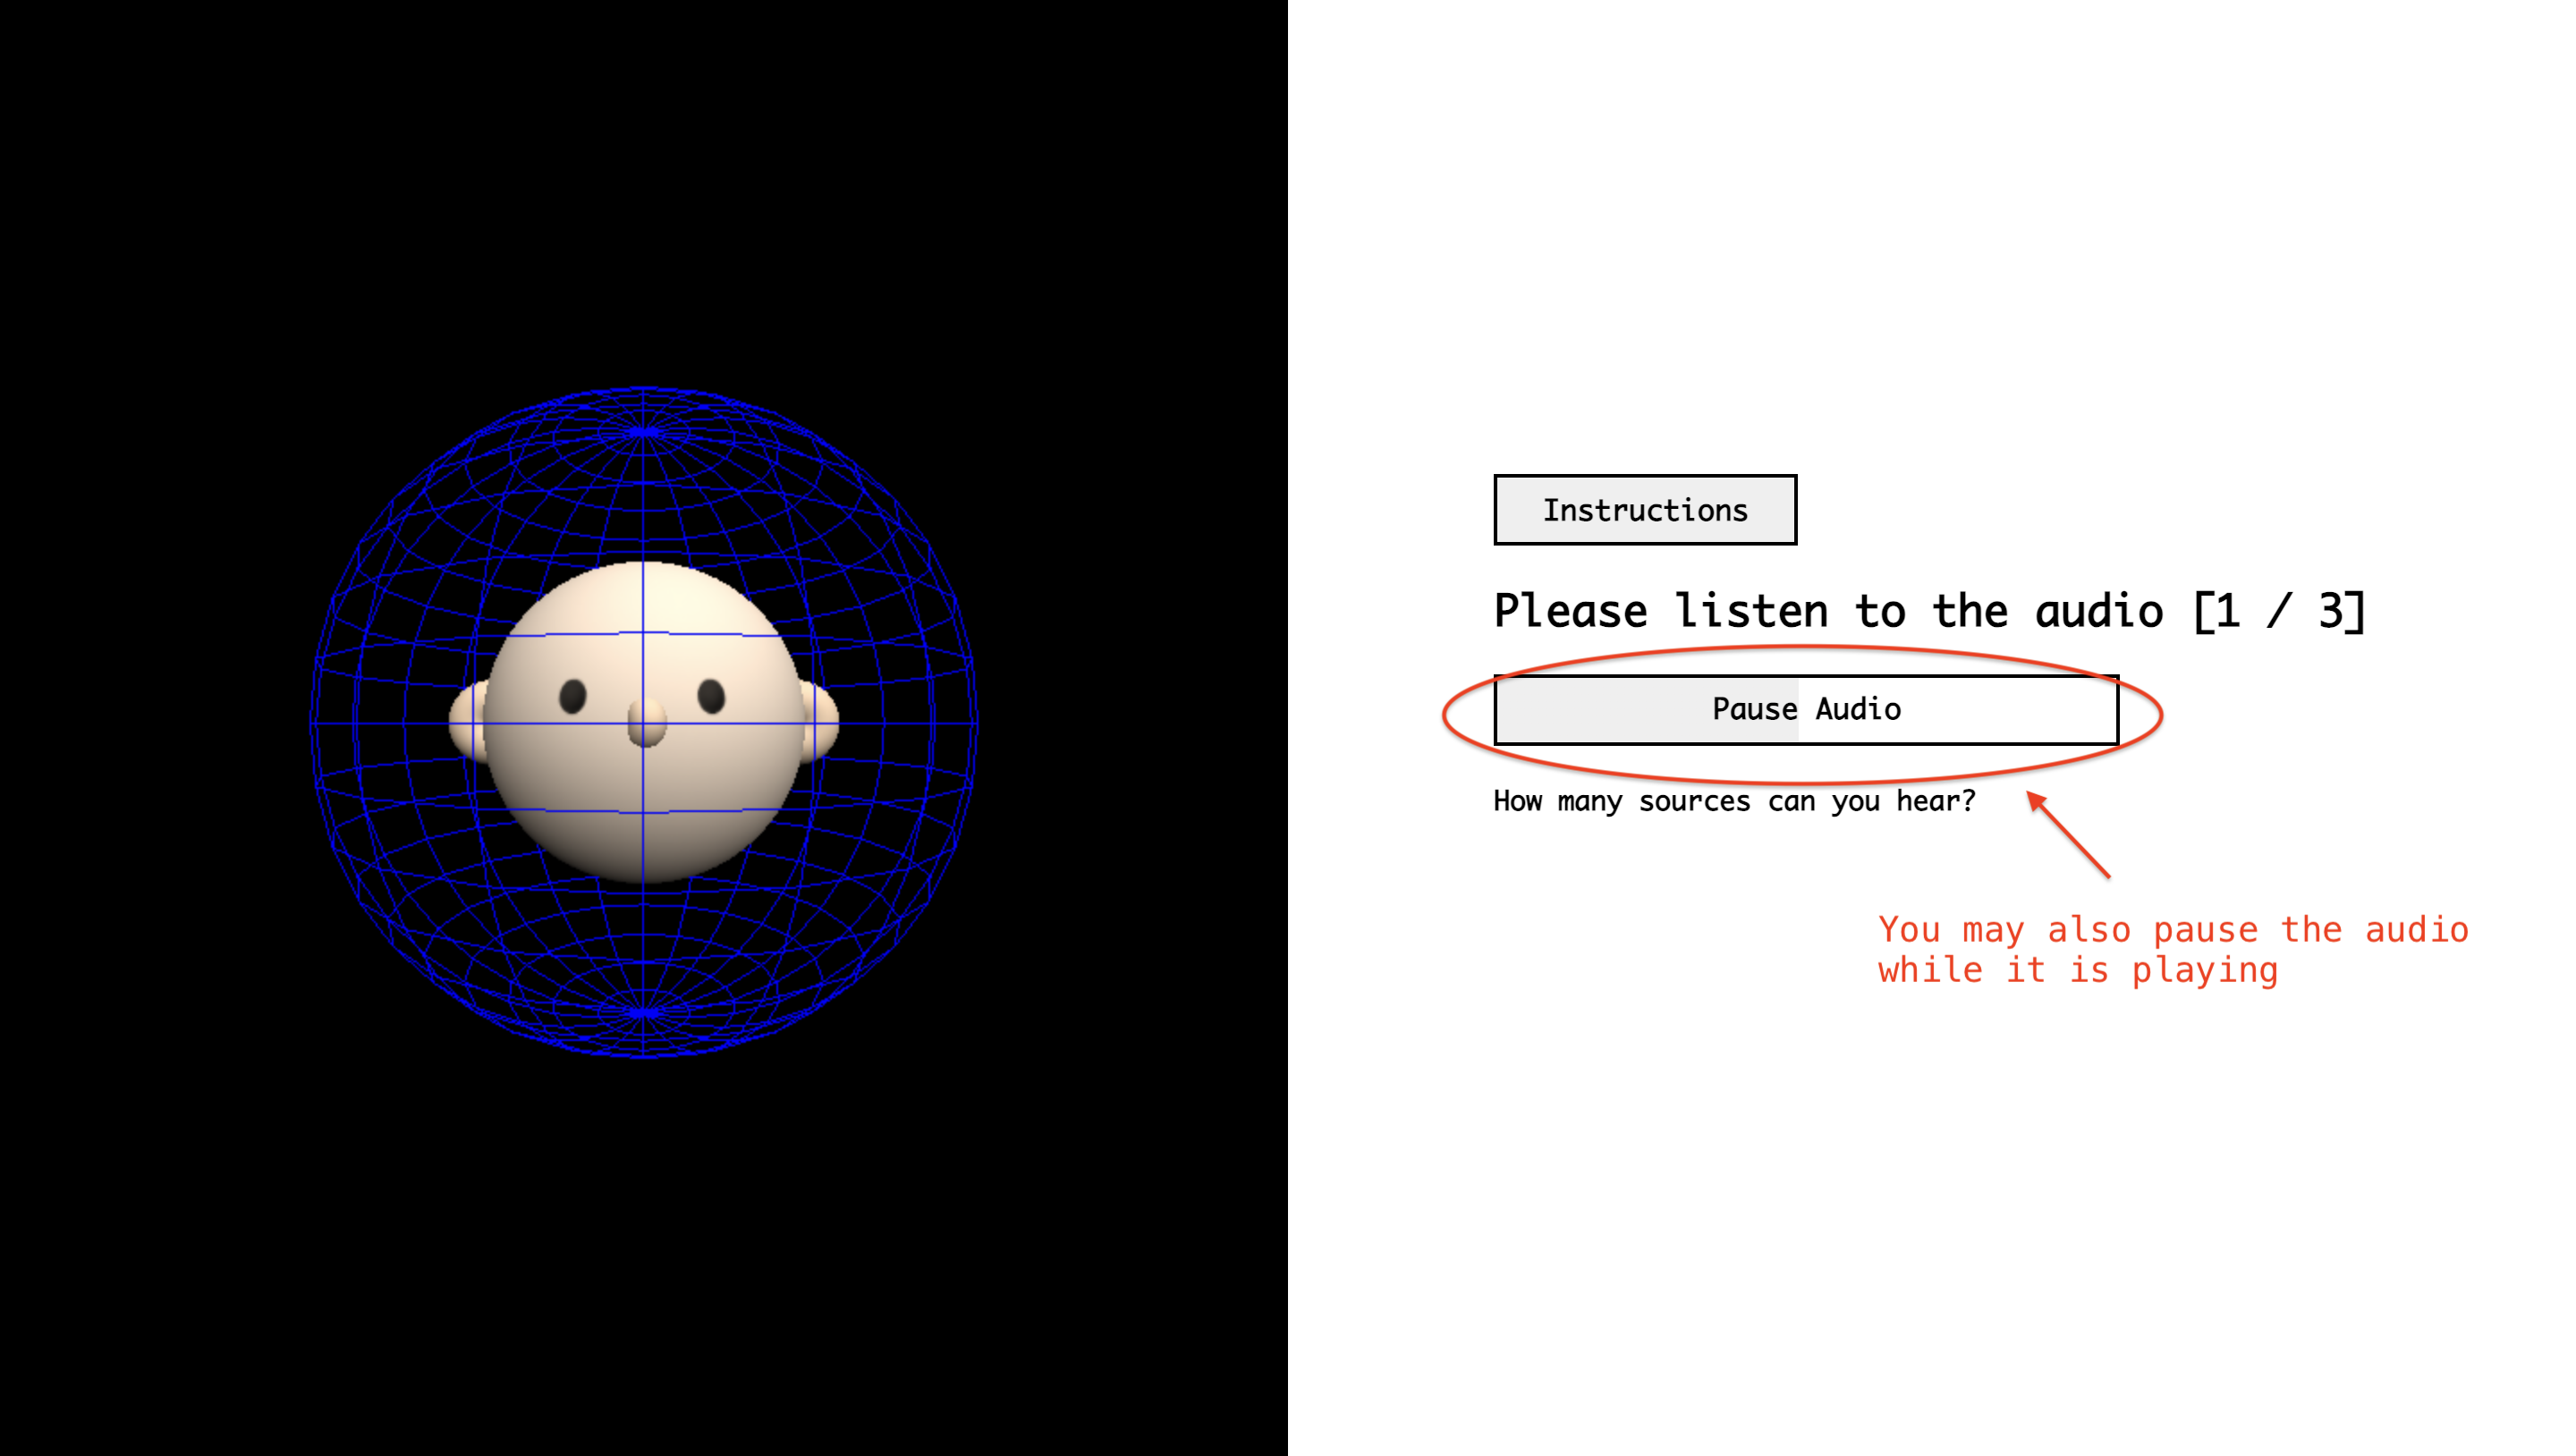 Instructions
Please listen to the audio [1 / 3]
Pause Audio
How many sources can you hear?
You may also pause the audio
while it is playing